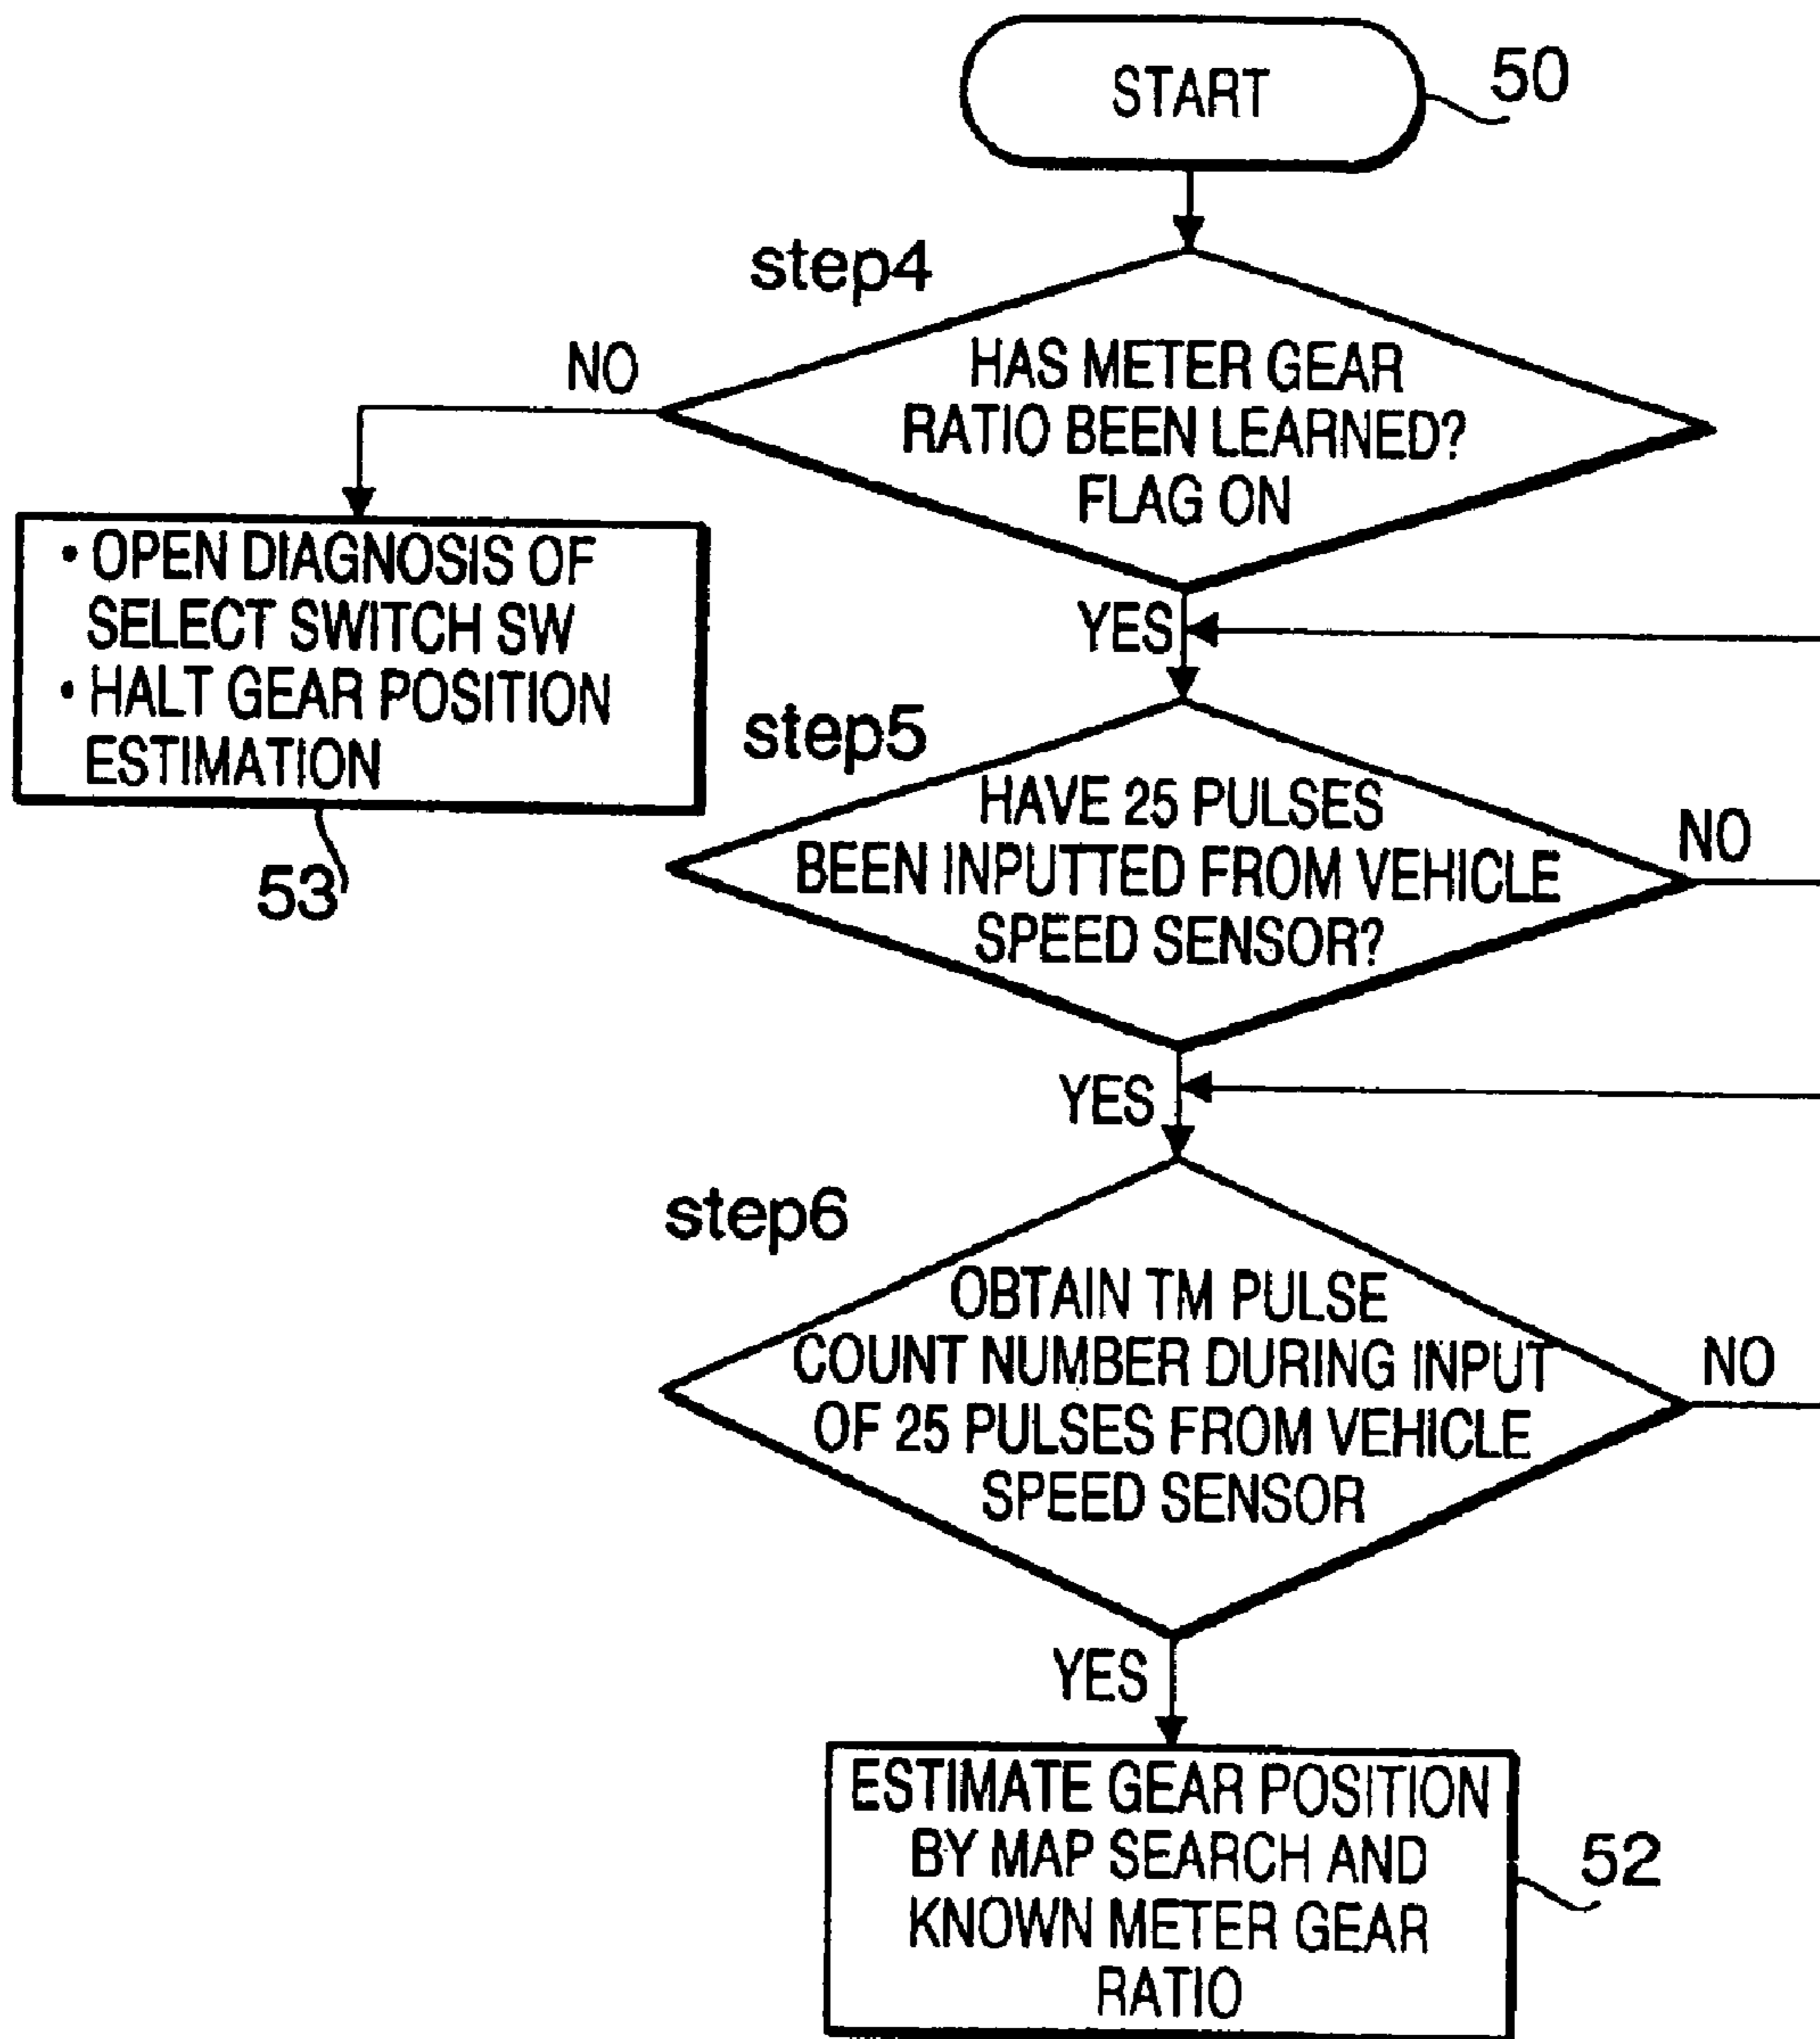 START
50
step4
HAS METER GEAR
RATIO BEEN LEARNED?
FLAG ON
NO
• OPEN DIAGNOSIS OF
SELECT SWITCH SW
• HALT GEAR POSITION
ESTIMATION
53
YES
step5
HAVE 25 PULSES
BEEN INPUTTED FROM VEHICLE
SPEED SENSOR?
NO
YES
step6
OBTAIN TM PULSE
COUNT NUMBER DURING INPUT
OF 25 PULSES FROM VEHICLE
SPEED SENSOR
NO
YES
ESTIMATE GEAR POSITION
BY MAP SEARCH AND
KNOWN METER GEAR
RATIO
52